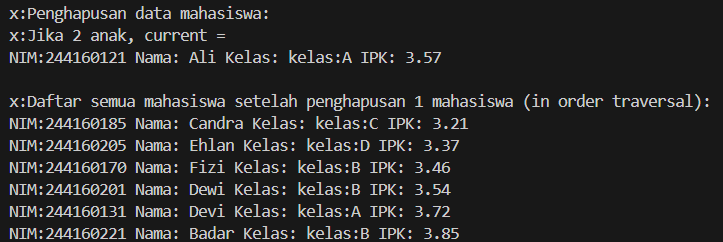 x:Penghapusan data mahasiswa:
x:Jika 2 anak, current =
NIM:244160121 Nama: Ali Kelas: kelas:A IPK: 3.57
x:Daftar semua mahasiswa setelah penghapusan 1 mahasiswa (in order traversal):
NIM:244160185 Nama: Candra Kelas: kelas:C IPK: 3.21
NIM:244160205 Nama: Ehlan Kelas: kelas:D IPK: 3.37
NIM:244160170 Nama: Fizi Kelas: kelas:B IPK: 3.46
NIM:244160201 Nama: Dewi Kelas: kelas:B IPK: 3.54
NIM:244160131 Nama: Devi Kelas: kelas:A IPK: 3.72
NIM:244160221 Nama: Badar Kelas: kelas:B IPK: 3.85